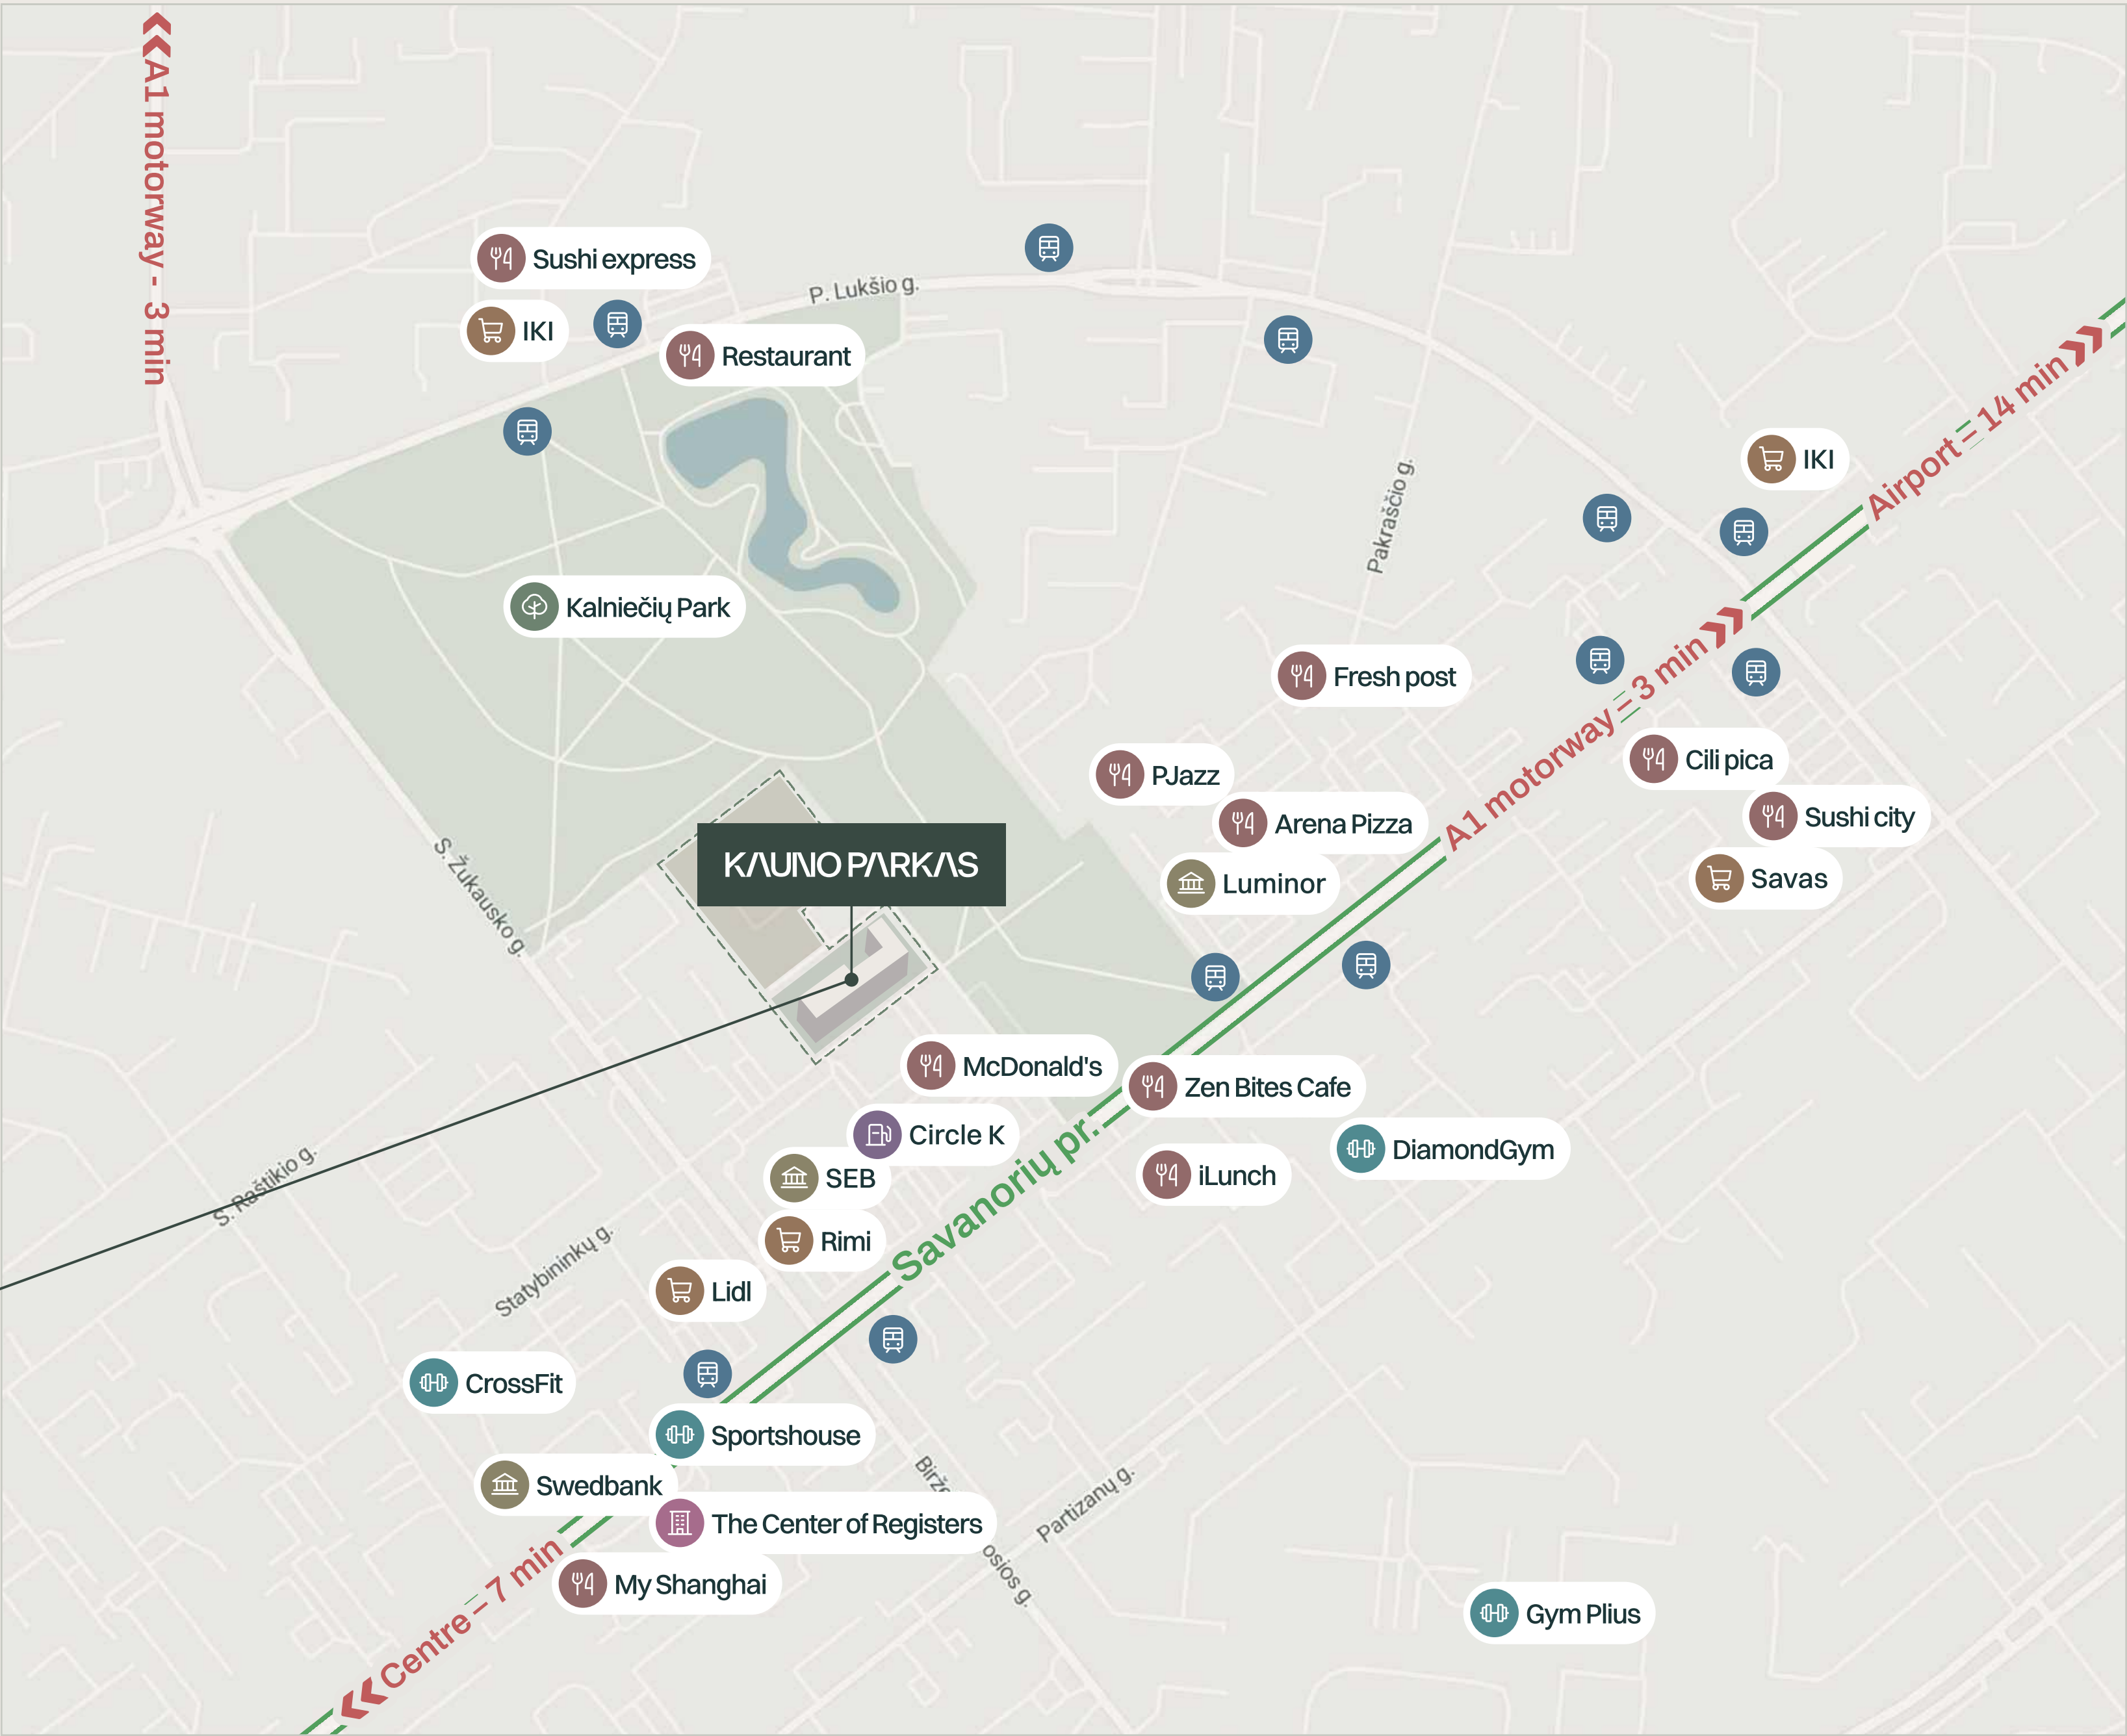 A1 motorway - 3 min
Sushi express
P. Lukšio g.
IKI
Restaurant
Airport – 14 min
IKI
Pakraščio g.
Kalniečių Park
Fresh post
A1 motorway – 3 min
Cili pica
PJazz
Sushi city
Arena Pizza
KAUNO PARKAS
Luminor
Savas
S. Žukausko g.
McDonald's
Zen Bites Cafe
Circle K
DiamondGym
SEB
iLunch
S. Raštikio g.
Savanorių pr.
Rimi
Statybininkų g.
Lidl
CrossFit
Sportshouse
Swedbank
Birže
osios g.
Partizanų g.
The Center of Registers
My Shanghai
Centre – 7 min
Gym Plius